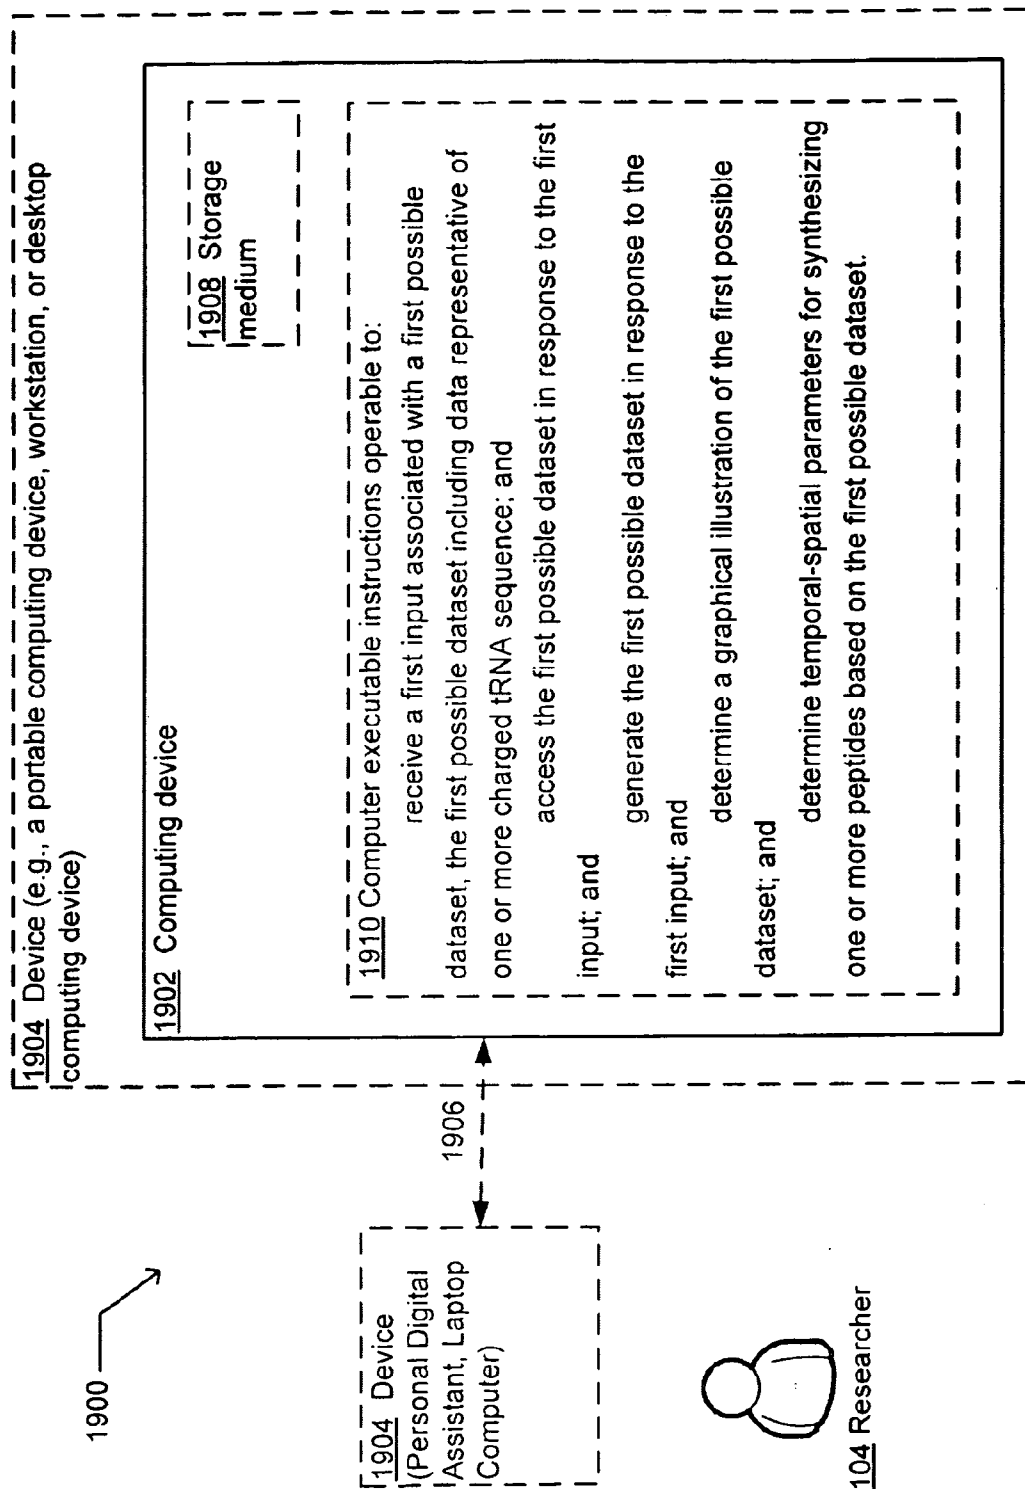 1900
1904 Device (e.g., a portable computing device, workstation, or desktop
computing device)
1902 Computing device
1908 Storage
medium
1910 Computer executable instructions operable to:
receive a first input associated with a first possible
dataset, the first possible dataset including data representative of
one or more charged tRNA sequence; and
access the first possible dataset in response to the first
input; and
generate the first possible dataset in response to the
first input; and
determine a graphical illustration of the first possible
dataset; and
determine temporal-spatial parameters for synthesizing
one or more peptides based on the first possible dataset.
1906
1904 Device
(Personal Digital
Assistant, Laptop
Computer)
104 Researcher